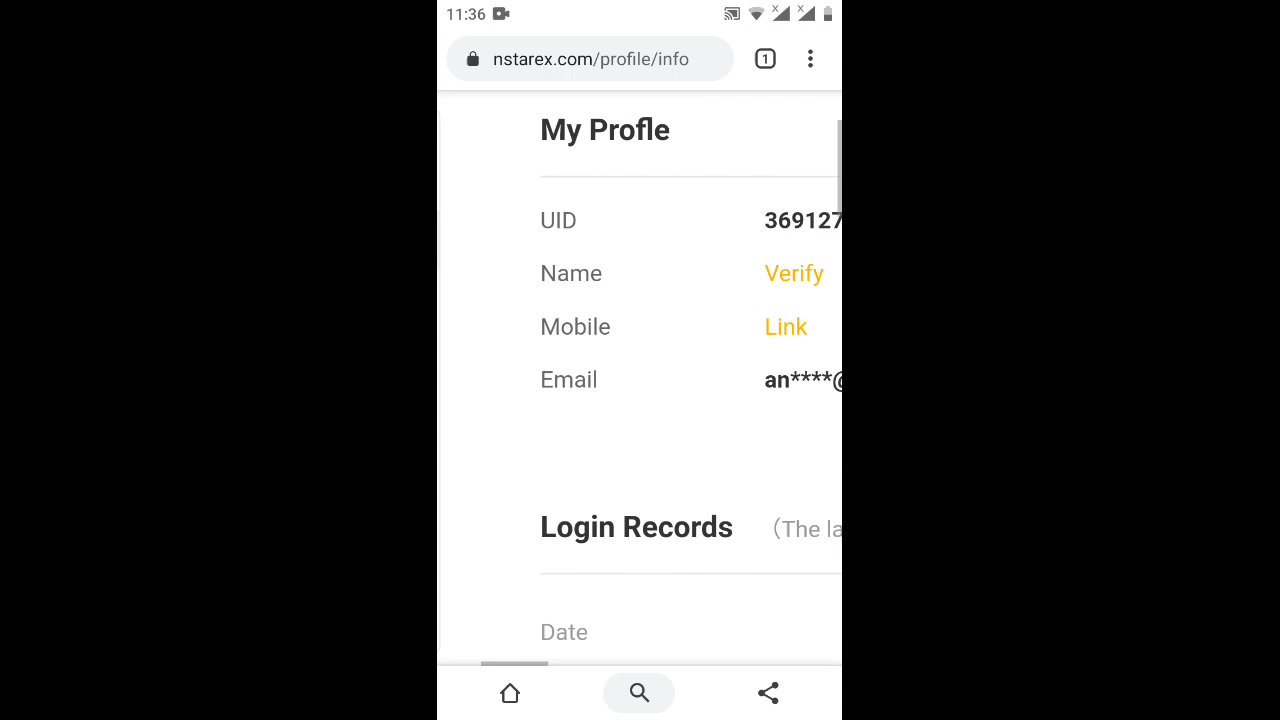 11:36
nstarex.com/profile/info
1
My Profle
UID 369127
Name Verify
Mobile Link
Email an****@
Login Records (The la
Date